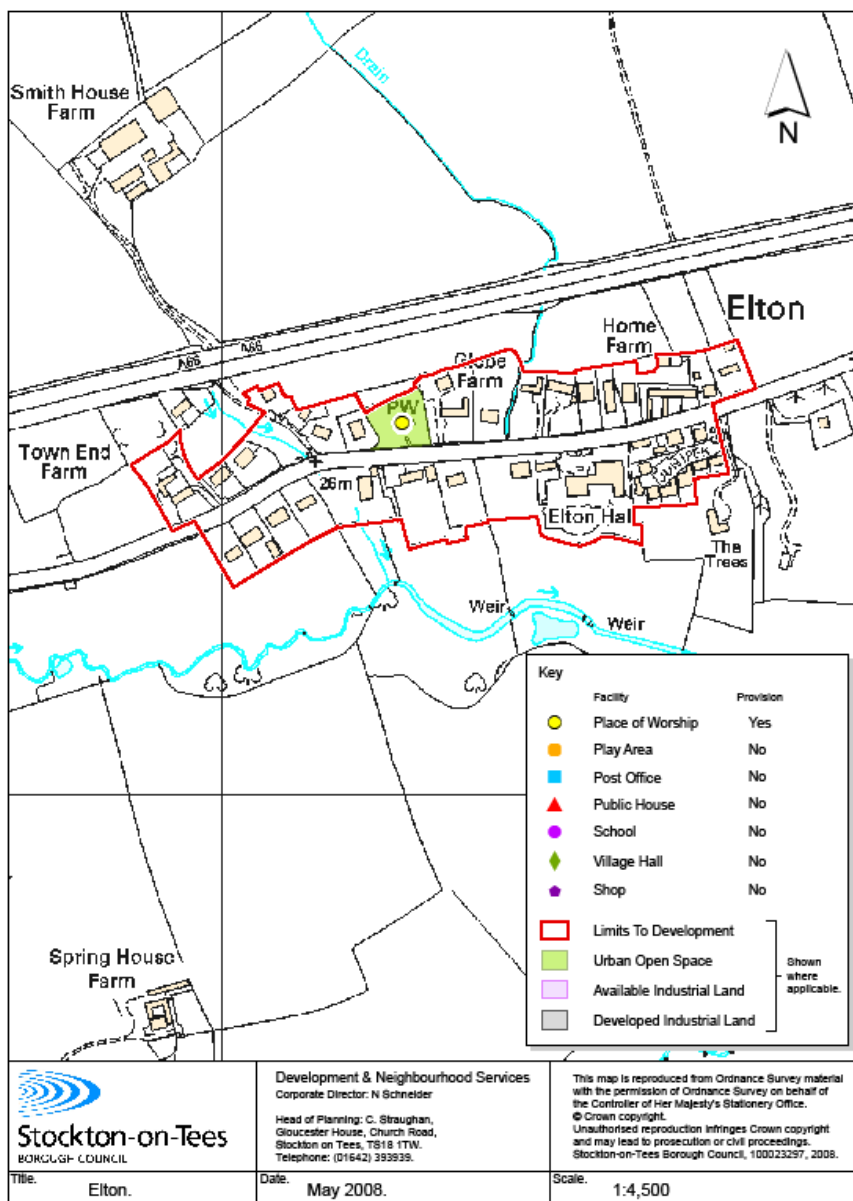 Smith House
Farm
Drain
N
Elton
Home
Farm
A66
A66
Glebe
Farm
PW
Town End
Farm
26m
JUNIPER
Elton Hal
The
Trees
Weir
Weir
Spring House
Farm
Key
Facility Provision
Place of Worship Yes
Play Area No
Post Office No
Public House No
School No
Village Hall No
Shop No
Limits To Development
Urban Open Space
Available Industrial Land
Developed Industrial Land
Shown
where
applicable.
Stockton-on-Tees
BOROUGH COUNCIL
Development & Neighbourhood Services
Corporate Director: N Schneider
Head of Planning: C. Straughan,
Gloucester House, Church Road,
Stockton on Tees, TS18 1TW.
Telephone: (01642) 393939.
This map is reproduced from Ordnance Survey material
with the permission of Ordnance Survey on behalf of
the Controller of Her Majesty's Stationery Office.
© Crown copyright.
Unauthorised reproduction infringes Crown copyright
and may lead to prosecution or civil proceedings.
Stockton-on-Tees Borough Council, 100023297, 2008.
Title. Elton.
Date. May 2008.
Scale. 1:4,500